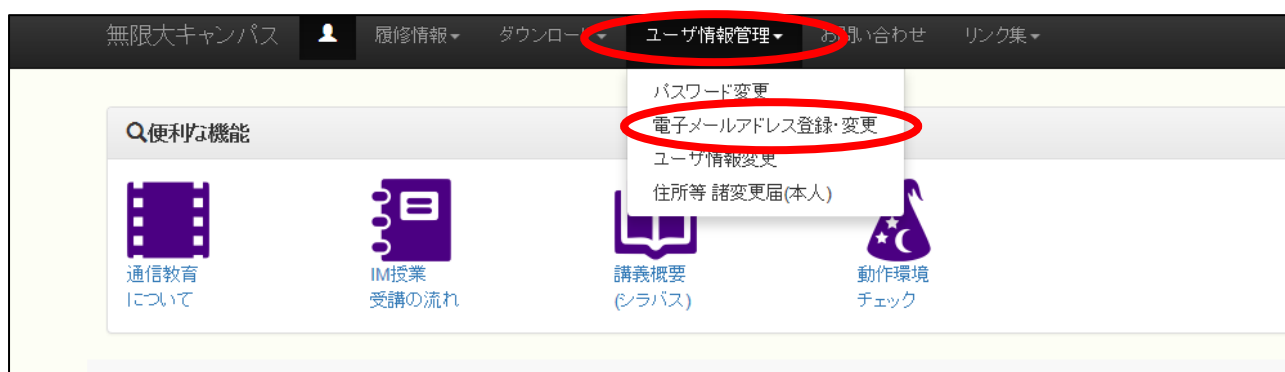 無限大キャンパス 履修情報 ダウンロード ユーザ情報管理 お問い合わせ リンク集
パスワード変更
電子メールアドレス登録・変更
ユーザ情報変更
住所等 諸変更届(本人)
便利な機能
通信教育
について
IM授業
受講の流れ
講義概要
(シラバス)
動作環境
チェック